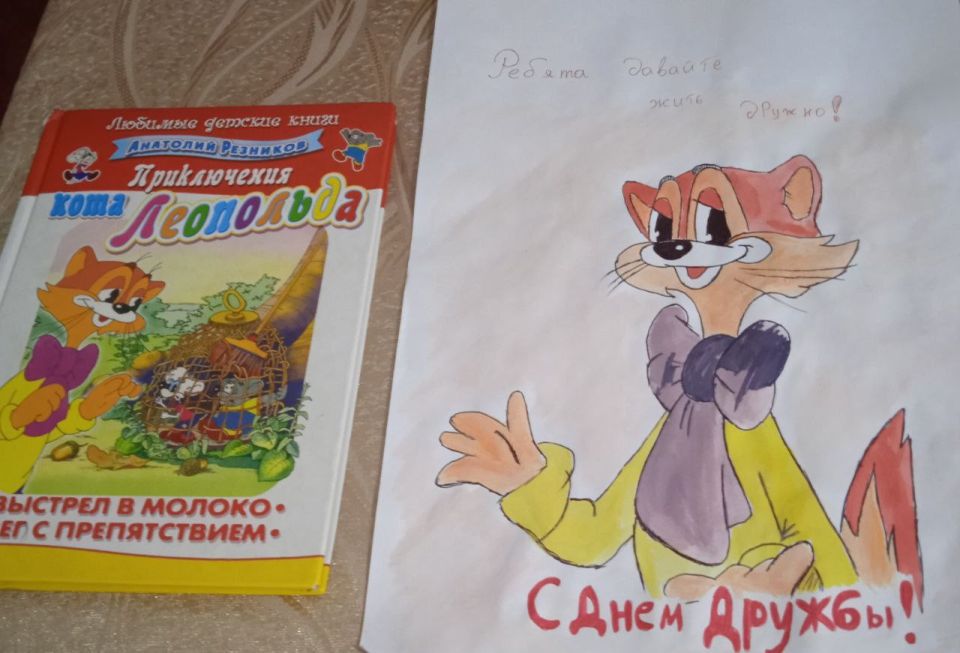 Любимые детские книги
Анатолий Резников
Приключения
кота Леопольда
ВЫСТРЕЛ В МОЛОКО•
ЕГ С ПРЕПЯТСТВИЕМ•
Ребята давайте
жить дружно!
С Днем Дружбы!